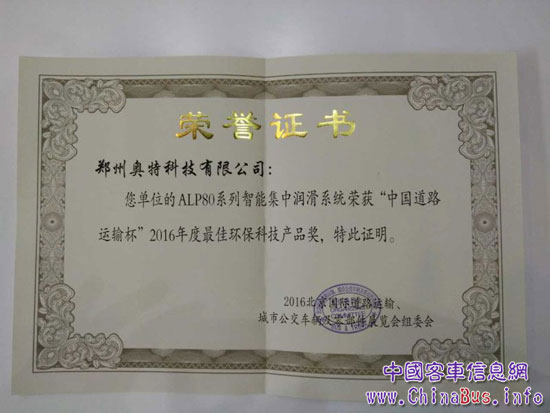 荣誉证书
郑州奥特科技有限公司：
您单位的ALP80系列智能集中润滑系统荣获“中国道路
运输杯”2016年度最佳环保科技产品奖，特此证明。
2016北京国际道路运输、
城市公交车辆及零部件展览会组委会
中國客車信息網
www.ChinaBus.info